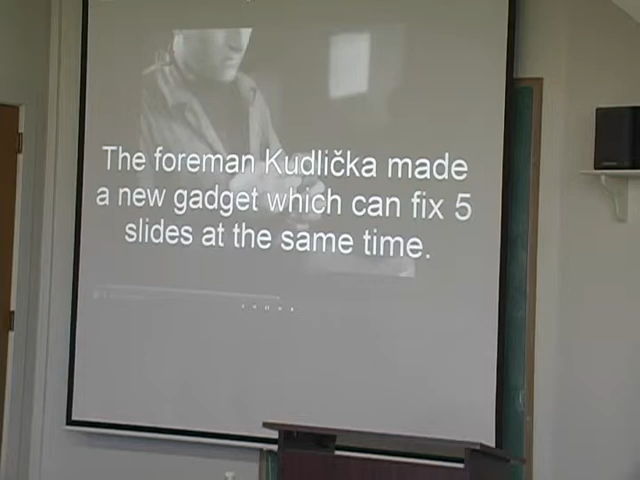 The foreman Kudlička made
a new gadget which can fix 5
slides at the same time.